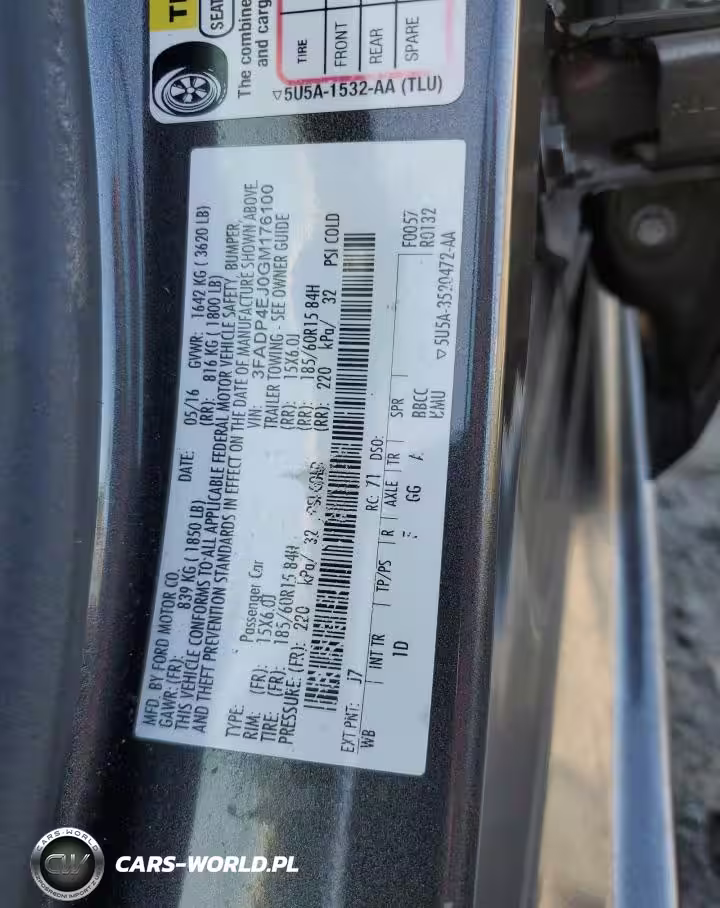 SEAT
The combine
and carg
TIRE
FRONT
REAR
SPARE
5U5A-1532-AA (TLU)
MFD. BY FORD MOTOR CO.
DATE: 05/16 GVWR: 1642 KG ( 3620 LB)
GAWR: (FR): 839 KG ( 1850 LB) (RR): 816 KG ( 1800 LB)
THIS VEHICLE CONFORMS TO ALL APPLICABLE FEDERAL MOTOR VEHICLE SAFETY, BUMPER,
AND THEFT PREVENTION STANDARDS IN EFFECT ON THE DATE OF MANUFACTURE SHOWN ABOVE
VIN: 3FADP4EJ0GM176100
TYPE: Passenger Car TRAILER TOWING - SEE OWNER GUIDE
RIM: (FR): 15X6.0J (RR): 15X6.0J
TIRE: (FR): 185/60R15 84H (RR): 185/60R15 84H
PRESSURE: (FR): 220 kPa/ 32 (RR): 220 kPa/ 32 PSI COLD
EXT PNT: J7 RC: 71 DSO: F0057
R0132
WB INT TR TP/PS R AXLE TR SPR
1D GG A BBCC
5U5A-3520472-AA
CARS-WORLD
CW
CARS-WORLD.PL